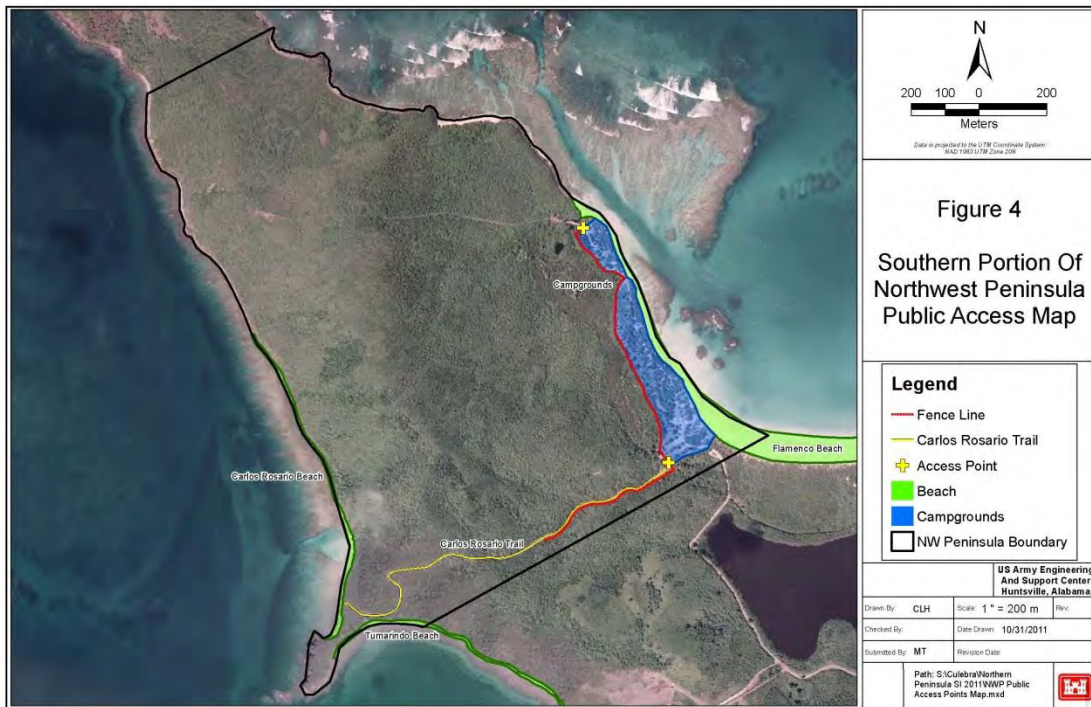 Campgrounds
Flamenco Beach
Carlos Rosario Beach
Carlos Rosario Trail
Tumarindo Beach
N
200 100 0 200
Meters
Data is projected to the UTM Coordinate System:
NAD 1983 UTM Zone 20N
Figure 4
Southern Portion Of
Northwest Peninsula
Public Access Map
Legend
Fence Line
Carlos Rosario Trail
Access Point
Beach
Campgrounds
NW Peninsula Boundary
US Army Engineering
And Support Center
Huntsville, Alabama
Drawn By: CLH Scale: 1 " = 200 m Rev:
Checked By: Date Drawn: 10/31/2011
Submitted By: MT Revision Date:
Path: S:\Culebra\Northern
Peninsula SI 2011\NWP Public
Access Points Map.mxd